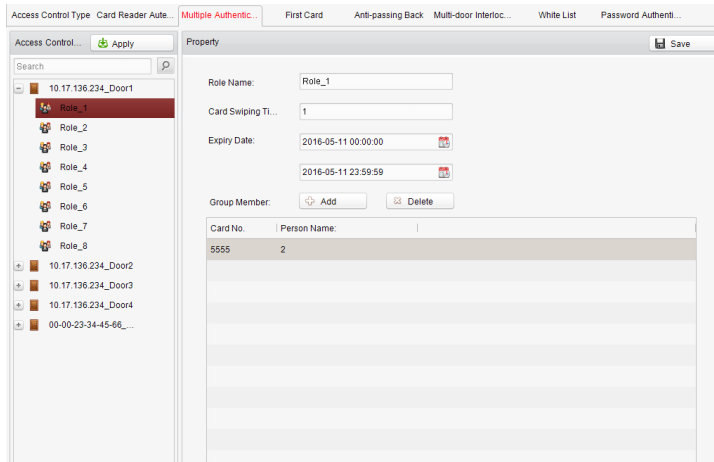 Access Control Type Card Reader Aute... Multiple Authentic... First Card Anti-passing Back Multi-door Interloc... White List Password Authenti...
Access Control... Apply
Property
Save
Search
10.17.136.234_Door1
Role_1
Role_2
Role_3
Role_4
Role_5
Role_6
Role_7
Role_8
10.17.136.234_Door2
10.17.136.234_Door3
10.17.136.234_Door4
00-00-23-34-45-66_...
Role Name: Role_1
Card Swiping Ti... 1
Expiry Date: 2016-05-11 00:00:00
2016-05-11 23:59:59
Group Member: Add Delete
Card No. Person Name:
5555 2